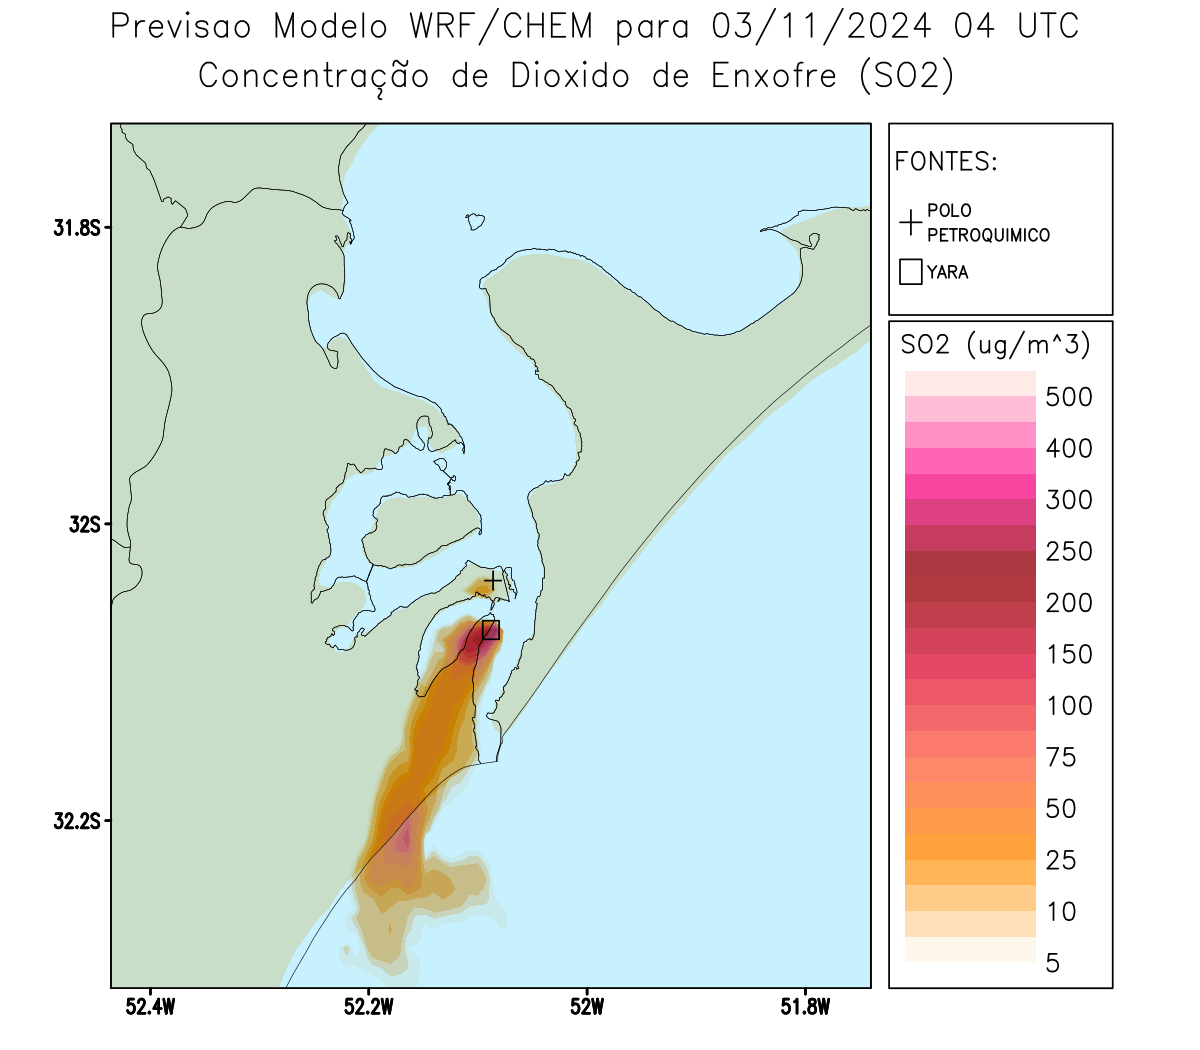 Previsao Modelo WRF/CHEM para 03/11/2024 04 UTC
Concentração de Dioxido de Enxofre (SO2)
FONTES:
POLO
PETROQUIMICO
YARA
SO2 (ug/m^3)
500
400
300
250
200
150
100
75
50
25
10
5
31.8S
32S
32.2S
52.4W
52.2W
52W
51.8W